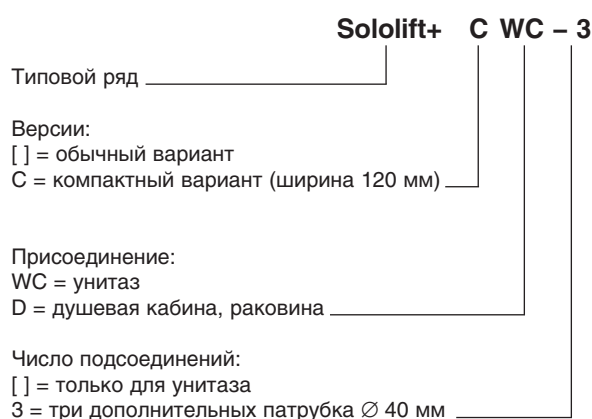 Sololift+ C WC – 3
Типовой ряд
Версии:
[ ] = обычный вариант
C = компактный вариант (ширина 120 мм)
Присоединение:
WC = унитаз
D = душевая кабина, раковина
Число подсоединений:
[ ] = только для унитаза
3 = три дополнительных патрубка ∅ 40 мм